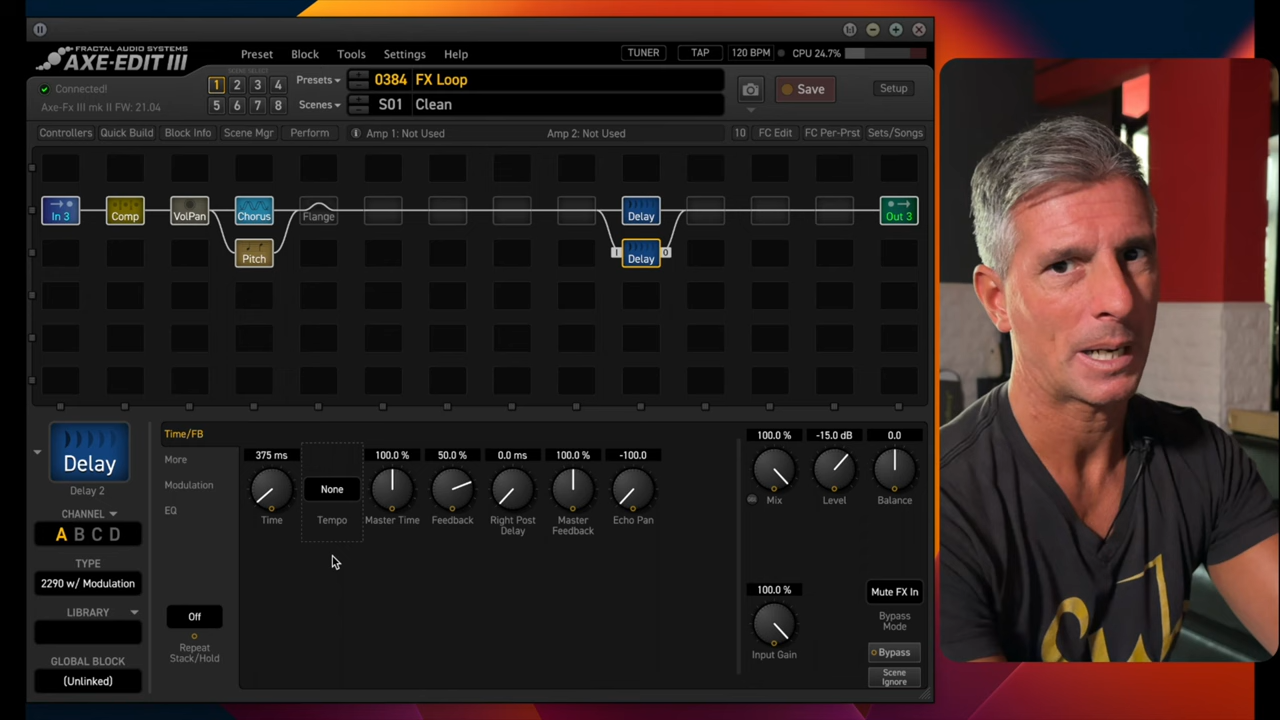 FRACTAL AUDIO SYSTEMS
AXE-EDIT III
Preset Block Tools Settings Help
TUNER TAP 120 BPM CPU 24.7%
Connected!
Axe-Fx III mk II FW: 21.04
SCENE SELECT
1 2 3 4
5 6 7 8
Presets 0384 FX Loop
Scenes S01 Clean
Save
Setup
Controllers Quick Build Block Info Scene Mgr Perform
Amp 1: Not Used Amp 2: Not Used
10 FC Edit FC Per-Prst Sets/Songs
In 3 Comp VolPan Chorus Flange Delay Out 3
Pitch I Delay O
Delay
Delay 2
CHANNEL
A B C D
TYPE
2290 w/ Modulation
LIBRARY
GLOBAL BLOCK
(Unlinked)
Time/FB
More
Modulation
EQ
Off
Repeat
Stack/Hold
375 ms 100.0 % 50.0 % 0.0 ms 100.0 % -100.0
None
Time Tempo Master Time Feedback Right Post
Delay Master
Feedback Echo Pan
100.0 % -15.0 dB 0.0
Mix Level Balance
100.0 %
Input Gain
Mute FX In
Bypass
Mode
Bypass
Scene
Ignore